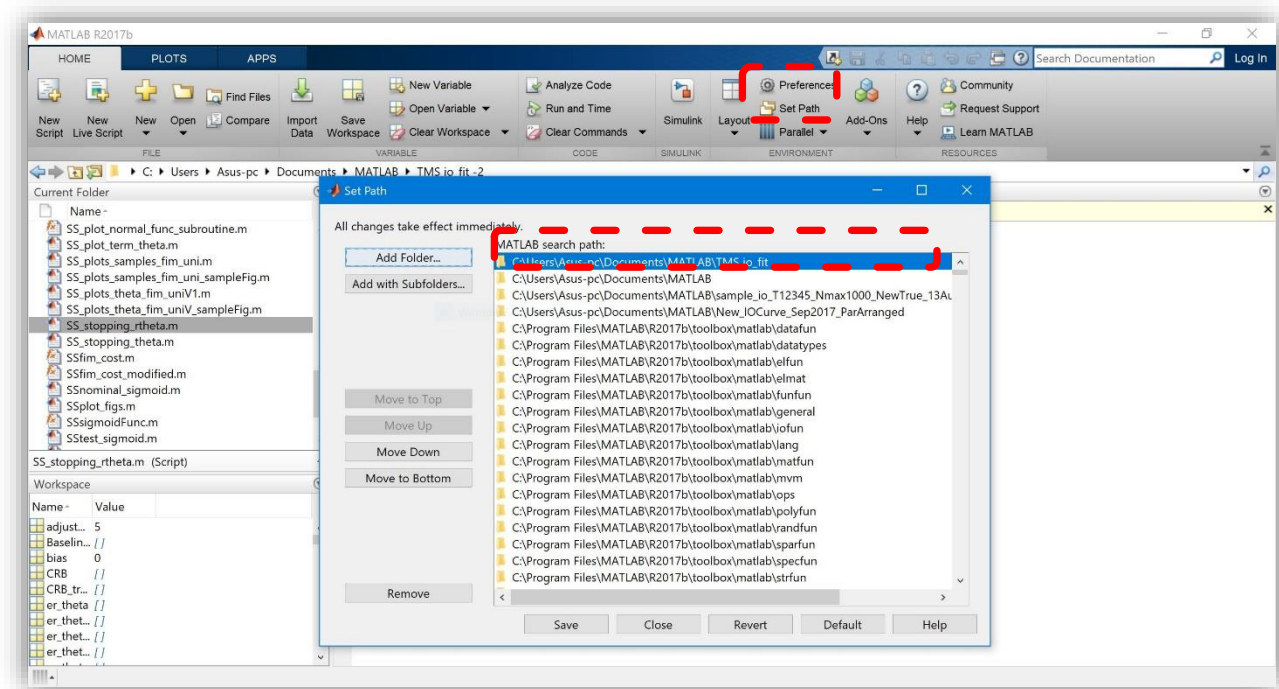 MATLAB R2017b
HOME PLOTS APPS
Search Documentation
Log In
New Script
New Live Script
New
Open
Find Files
Compare
Import Data
Save Workspace
New Variable
Open Variable
Clear Workspace
Analyze Code
Run and Time
Clear Commands
Simulink
Layout
Preferences
Set Path
Parallel
Add-Ons
Help
Community
Request Support
Learn MATLAB
FILE VARIABLE CODE SIMULINK ENVIRONMENT RESOURCES
C: Users Asus-pc Documents MATLAB TMS io fit -2
Current Folder
Name
SS_plot_normal_func_subroutine.m
SS_plot_term_theta.m
SS_plots_samples_fim_uni.m
SS_plots_samples_fim_uni_sampleFig.m
SS_plots_theta_fim_uniV1.m
SS_plots_theta_fim_uniV_sampleFig.m
SS_stopping_rtheta.m
SS_stopping_theta.m
SSfim_cost.m
SSfim_cost_modified.m
SSnominal_sigmoid.m
SSplot_figs.m
SSsigmoidFunc.m
SStest_sigmoid.m
SS_stopping_rtheta.m (Script)
Workspace
Name Value
adjust... 5
Baselin... []
bias 0
CRB []
CRB_tr... []
er_theta []
er_thet... []
er_thet... []
er_thet... []
Set Path
All changes take effect immediately.
MATLAB search path:
Add Folder...
Add with Subfolders...
Move to Top
Move Up
Move Down
Move to Bottom
Remove
C:\Users\Asus-pc\Documents\MATLAB\TMS io_fit
C:\Users\Asus-pc\Documents\MATLAB
C:\Users\Asus-pc\Documents\MATLAB\sample_io_T12345_Nmax1000_NewTrue_13Au
C:\Users\Asus-pc\Documents\MATLAB\New_IOCurve_Sep2017_ParArranged
C:\Program Files\MATLAB\R2017b\toolbox\matlab\datafun
C:\Program Files\MATLAB\R2017b\toolbox\matlab\datatypes
C:\Program Files\MATLAB\R2017b\toolbox\matlab\elfun
C:\Program Files\MATLAB\R2017b\toolbox\matlab\elmat
C:\Program Files\MATLAB\R2017b\toolbox\matlab\funfun
C:\Program Files\MATLAB\R2017b\toolbox\matlab\general
C:\Program Files\MATLAB\R2017b\toolbox\matlab\iofun
C:\Program Files\MATLAB\R2017b\toolbox\matlab\lang
C:\Program Files\MATLAB\R2017b\toolbox\matlab\matfun
C:\Program Files\MATLAB\R2017b\toolbox\matlab\mvm
C:\Program Files\MATLAB\R2017b\toolbox\matlab\ops
C:\Program Files\MATLAB\R2017b\toolbox\matlab\polyfun
C:\Program Files\MATLAB\R2017b\toolbox\matlab\randfun
C:\Program Files\MATLAB\R2017b\toolbox\matlab\sparfun
C:\Program Files\MATLAB\R2017b\toolbox\matlab\specfun
C:\Program Files\MATLAB\R2017b\toolbox\matlab\strfun
Save Close Revert Default Help